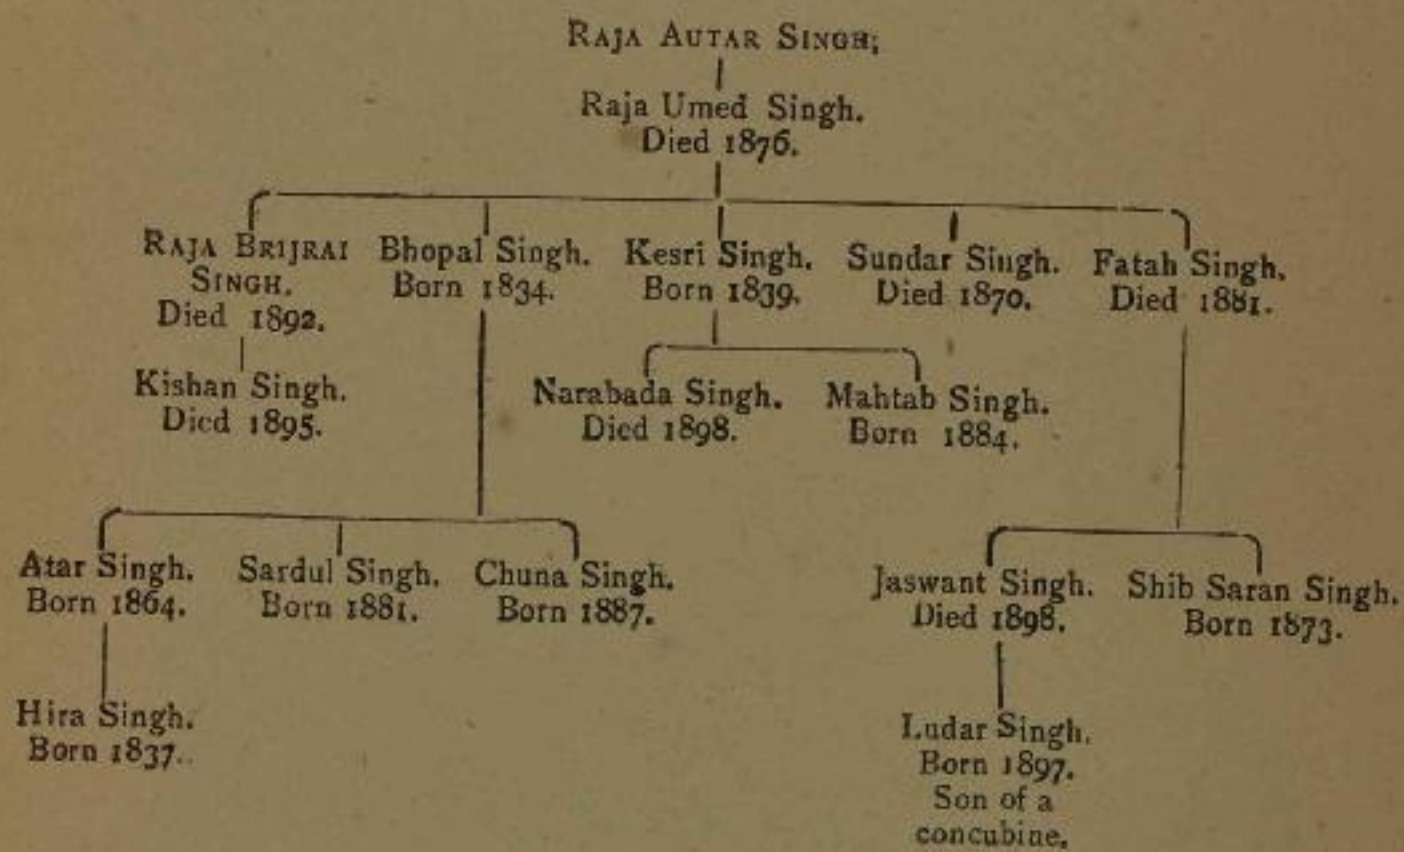 RAJA AUTAR SINGH;
Raja Umed Singh.
Died 1876.
RAJA BRIJRAI
SINGH.
Died 1892.
Bhopal Singh.
Born 1834.
Kesri Singh.
Born 1839.
Sundar Singh.
Died 1870.
Fatah Singh.
Died 1881.
Kishan Singh.
Died 1895.
Narabada Singh.
Died 1898.
Mahtab Singh.
Born 1884.
Atar Singh.
Born 1864.
Sardul Singh.
Born 1881.
Chuna Singh.
Born 1887.
Jaswant Singh.
Died 1898.
Shib Saran Singh.
Born 1873.
Hira Singh.
Born 1837.
Ludar Singh.
Born 1897.
Son of a
concubine.